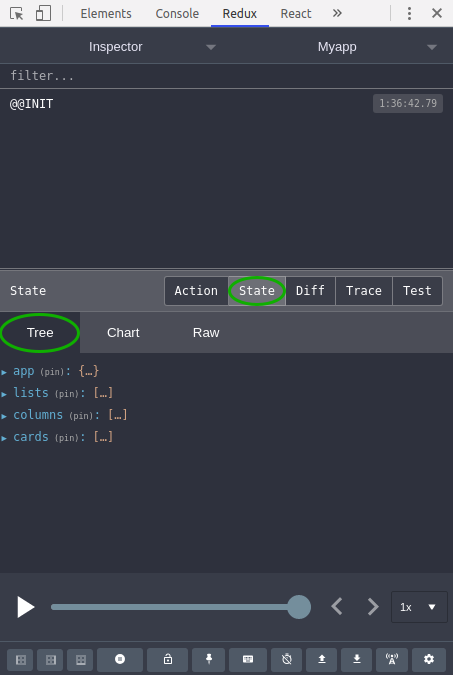 Elements Console Redux React »
Inspector Myapp
filter...
@@INIT 1:36:42.79
State Action State Diff Trace Test
Tree Chart Raw
app (pin): {…}
lists (pin): […]
columns (pin): […]
cards (pin): […]
1x